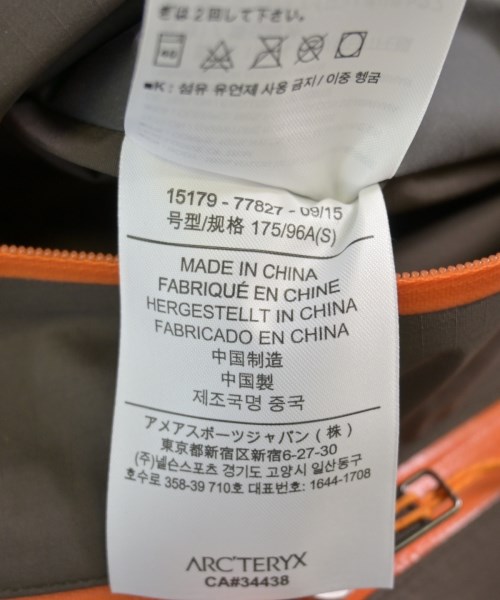 ぎは2回して下さい。
K : 섬유 유연제 사용 금지 / 이중 헹굼
15179 - 77827 - 09/15
号型/规格 175/96A(S)
MADE IN CHINA
FABRIQUÉ EN CHINE
HERGESTELLT IN CHINA
FABRICADO EN CHINA
中国制造
中国製
제조국명 중국
アメアスポーツジャパン ( 株 )
東京都新宿区新宿6-27-30
(주)넬슨스포츠 경기도 고양시 일산동구
호수로 358-39 710호 대표번호: 1644-1708
ARC'TERYX
CA#34438